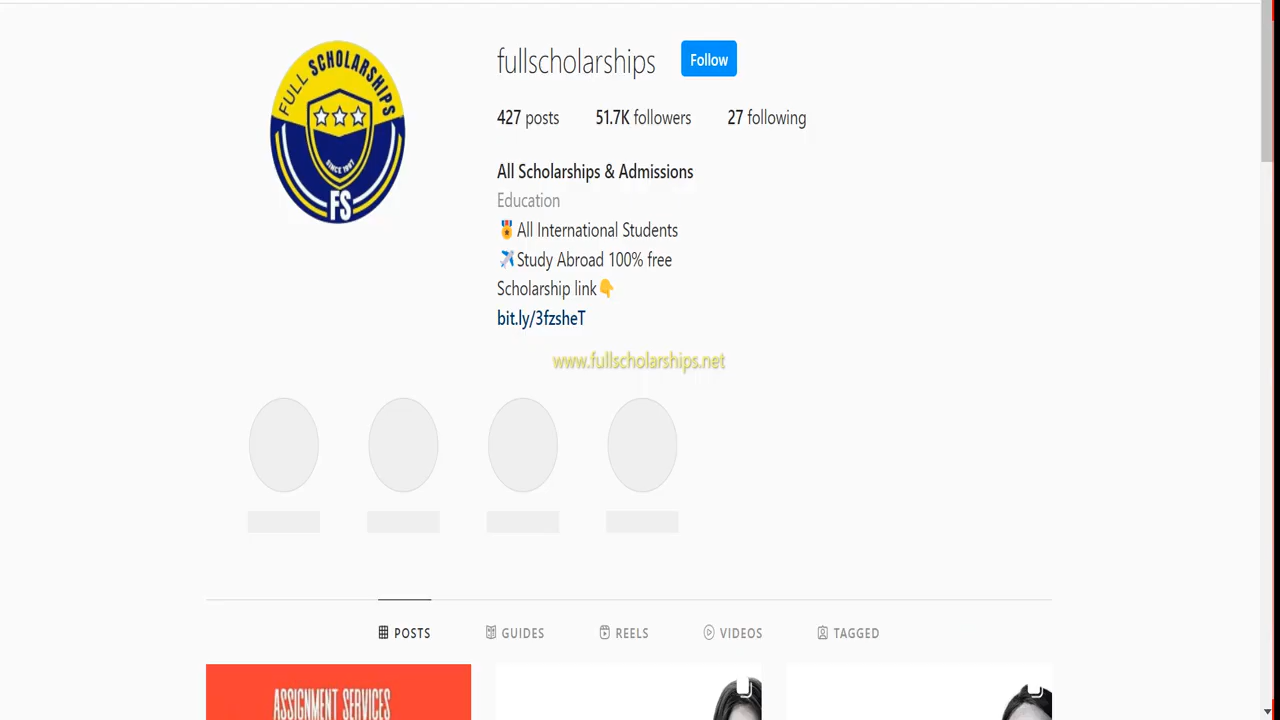 FULL SCHOLARSHIPS
SINCE 1997
FS
fullscholarships
Follow
427 posts 51.7K followers 27 following
All Scholarships & Admissions
Education
🏅All International Students
✈️Study Abroad 100% free
Scholarship link👇
bit.ly/3fzsheT
www.fullscholarships.net
POSTS GUIDES REELS VIDEOS TAGGED
ASSIGNMENT SERVICES